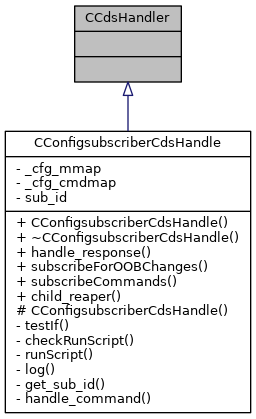 CCdsHandler
CConfigsubscriberCdsHandle
- _cfg_mmap
- _cfg_cmdmap
- sub_id
+ CConfigsubscriberCdsHandle()
+ ~CConfigsubscriberCdsHandle()
+ handle_response()
+ subscribeForOOBChanges()
+ subscribeCommands()
+ child_reaper()
# CConfigsubscriberCdsHandle()
- testIf()
- checkRunScript()
- runScript()
- log()
- get_sub_id()
- handle_command()